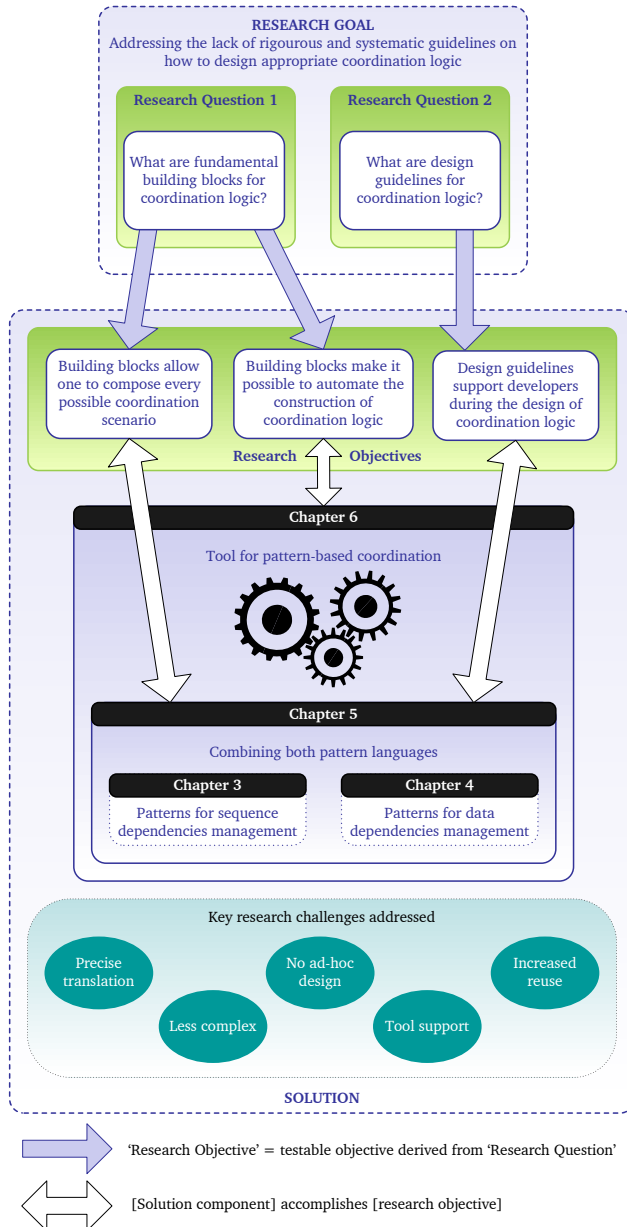 RESEARCH GOAL
Addressing the lack of rigourous and systematic guidelines on
how to design appropriate coordination logic
Research Question 1
What are fundamental
building blocks for
coordination logic?
Research Question 2
What are design
guidelines for
coordination logic?
Building blocks allow
one to compose every
possible coordination
scenario
Building blocks make it
possible to automate the
construction of
coordination logic
Design guidelines
support developers
during the design of
coordination logic
Research Objectives
Chapter 6
Tool for pattern-based coordination
Chapter 5
Combining both pattern languages
Chapter 3
Patterns for sequence
dependencies management
Chapter 4
Patterns for data
dependencies management
Key research challenges addressed
Precise
translation
Less complex
No ad-hoc
design
Tool support
Increased
reuse
SOLUTION
‘Research Objective’ = testable objective derived from ‘Research Question’
[Solution component] accomplishes [research objective]